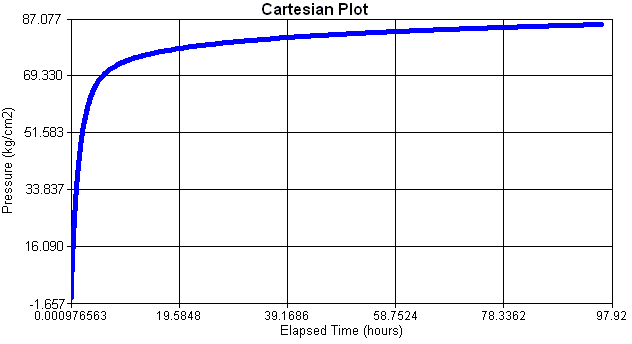 Cartesian Plot
87.077
69.330
51.583
33.837
16.090
-1.657
Pressure (kg/cm2)
0.000976563 19.5848 39.1686 58.7524 78.3362 97.92
Elapsed Time (hours)